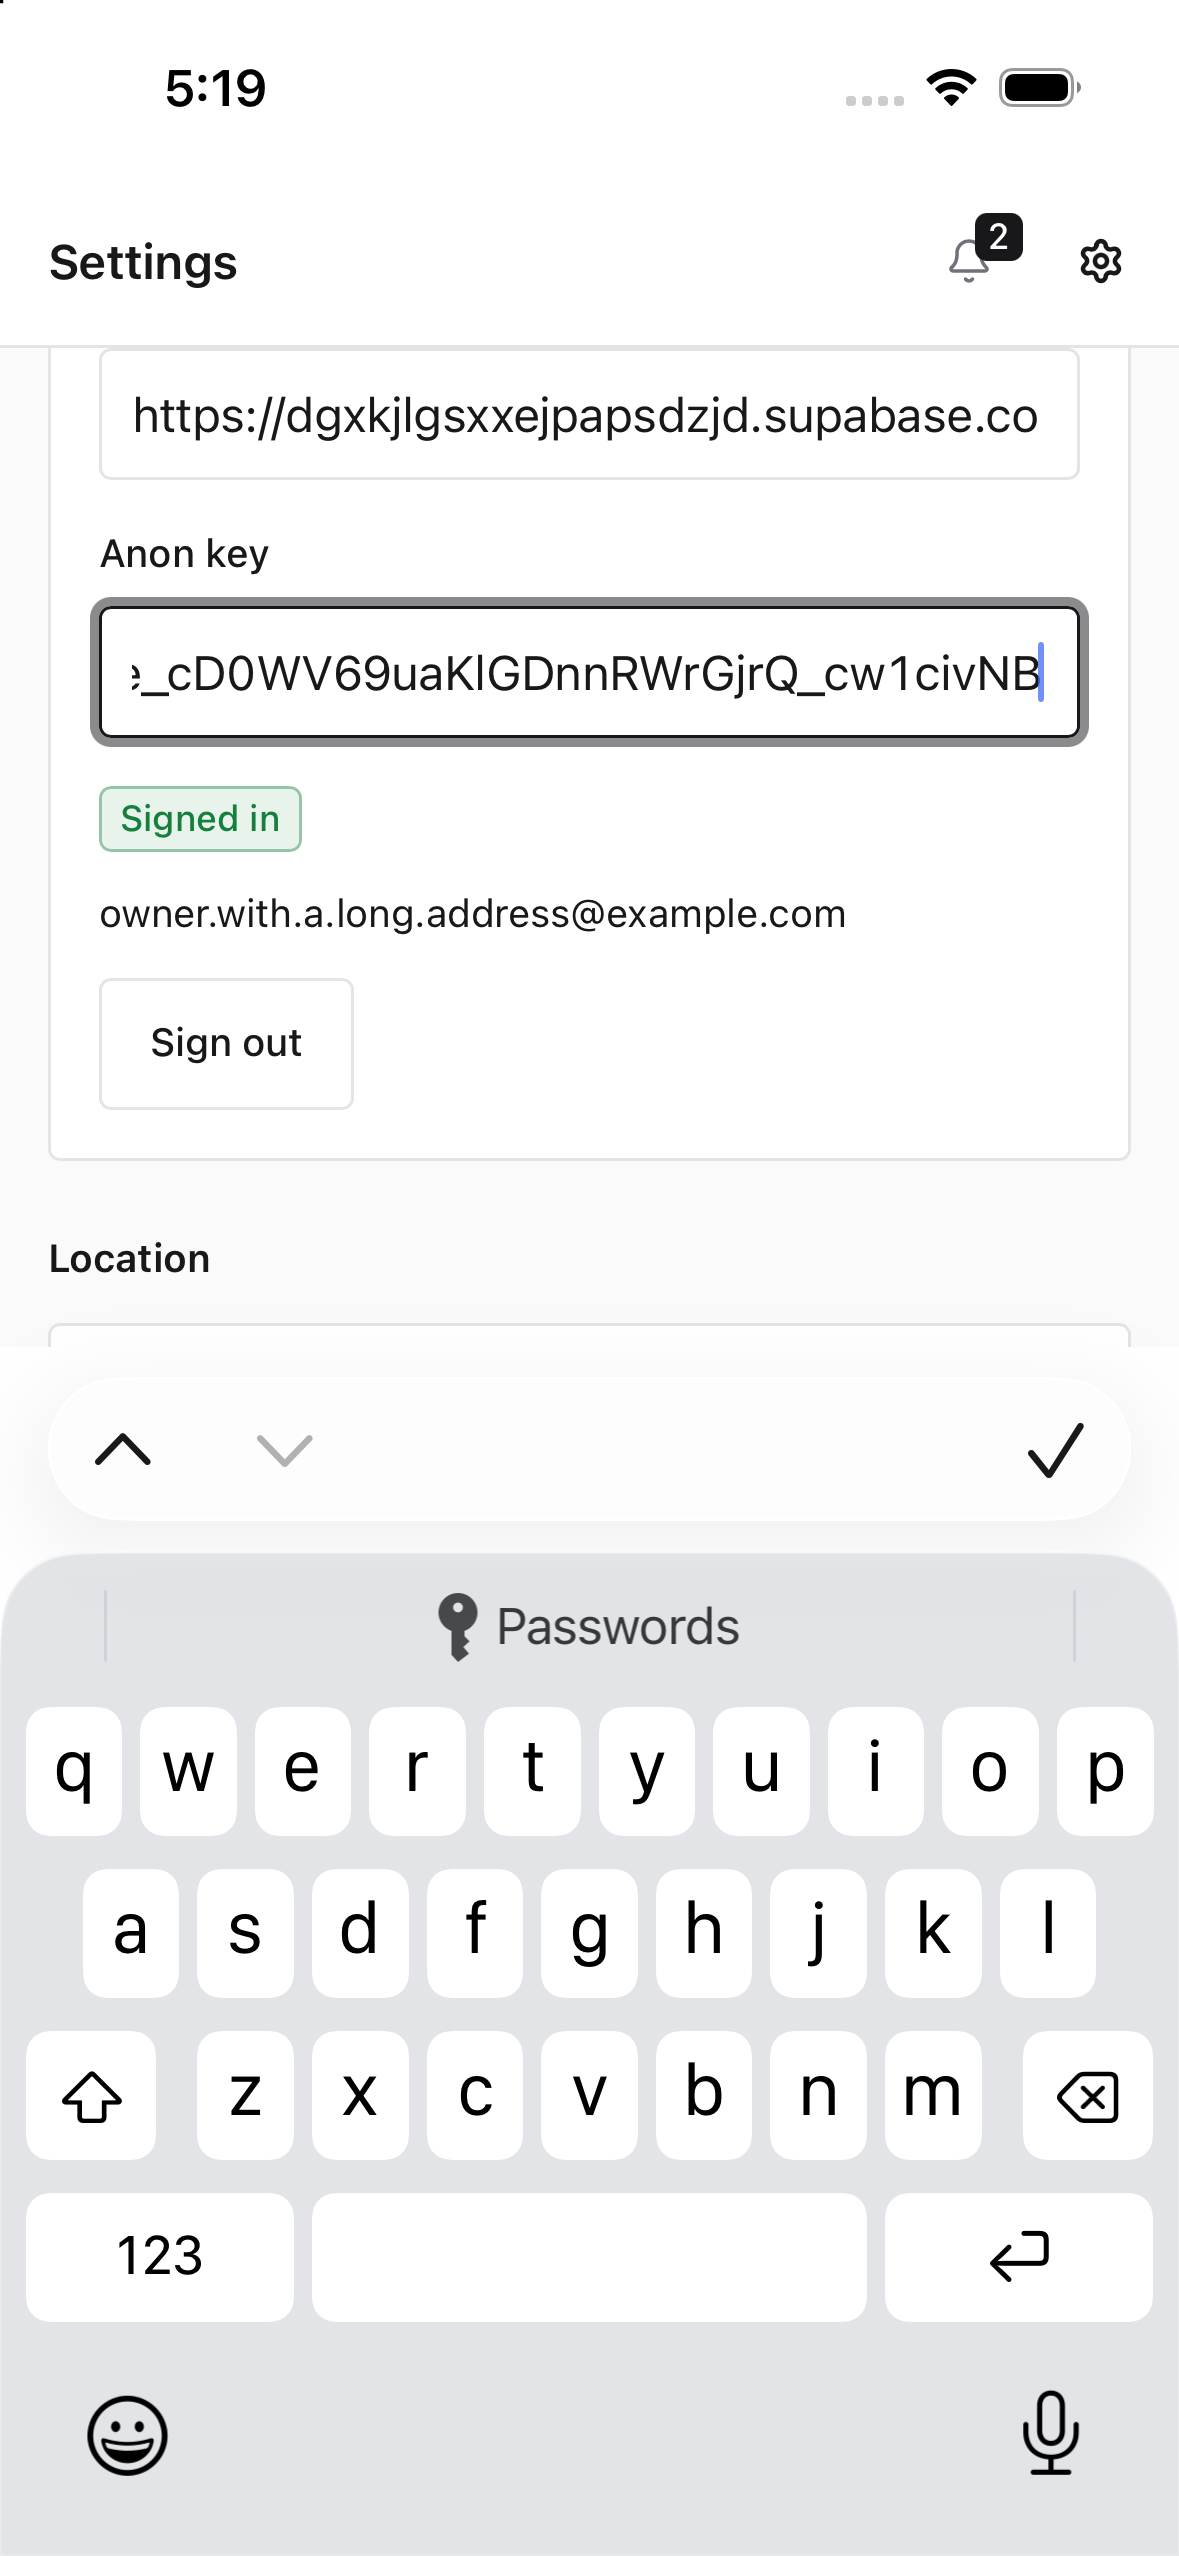 5:19
Settings
2
https://dgxkjlgsxxejpapsdzjd.supabase.co
Anon key
e_cD0WV69uaKlGDnnRWrGjrQ_cw1civNB
Signed in
owner.with.a.long.address@example.com
Sign out
Location
Passwords
q w e r t y u i o p
a s d f g h j k l
z x c v b n m
123